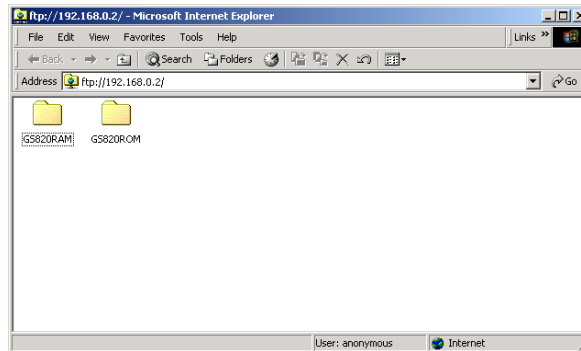 ftp://192.168.0.2/ - Microsoft Internet Explorer
File Edit View Favorites Tools Help Links »
Back Search Folders
Address ftp://192.168.0.2/ Go
GS820RAM GS820ROM
User: anonymous Internet